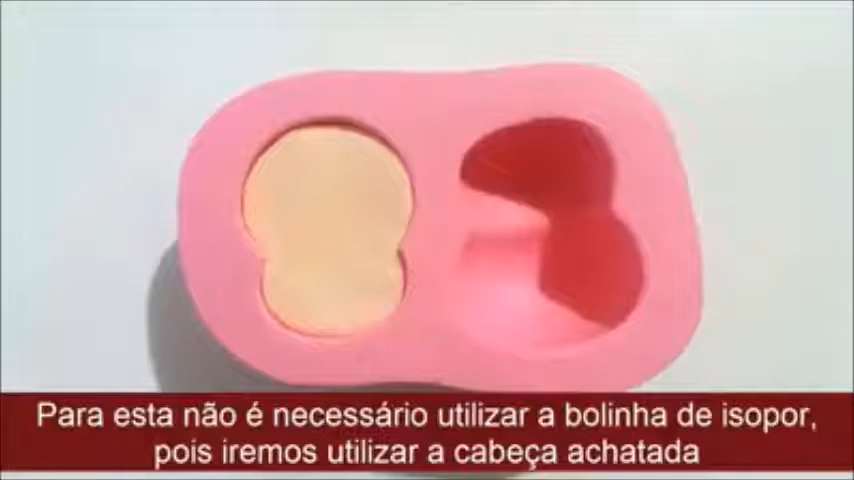 Para esta não é necessário utilizar a bolinha de isopor,
pois iremos utilizar a cabeça achatada